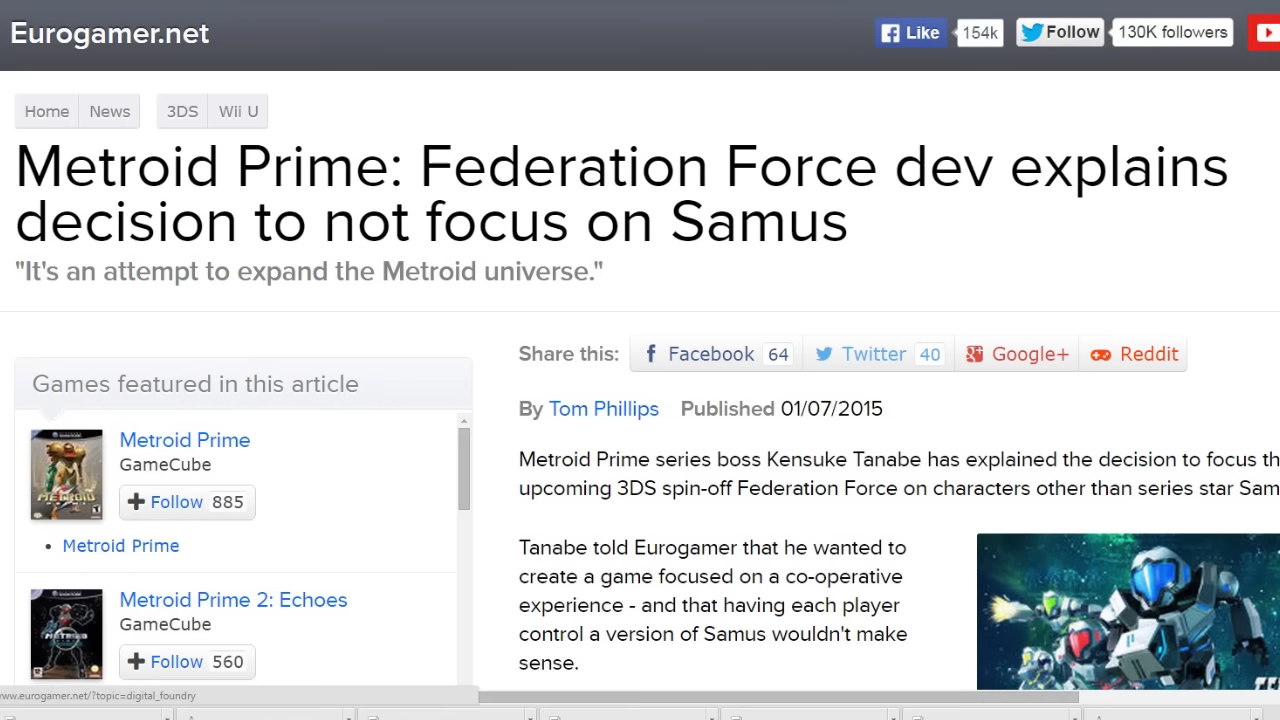 Eurogamer.net
Like 154k Follow 130K followers
Home News 3DS Wii U
Metroid Prime: Federation Force dev explains
decision to not focus on Samus
"It's an attempt to expand the Metroid universe."
Share this: Facebook 64 Twitter 40 Google+ Reddit
Games featured in this article
By Tom Phillips Published 01/07/2015
Metroid Prime
GameCube
Follow 885
Metroid Prime
Metroid Prime 2: Echoes
GameCube
Follow 560
Metroid Prime series boss Kensuke Tanabe has explained the decision to focus
upcoming 3DS spin-off Federation Force on characters other than series star
Tanabe told Eurogamer that he wanted to
create a game focused on a co-operative
experience - and that having each player
control a version of Samus wouldn't make
sense.
www.eurogamer.net/?topic=digital_foundry